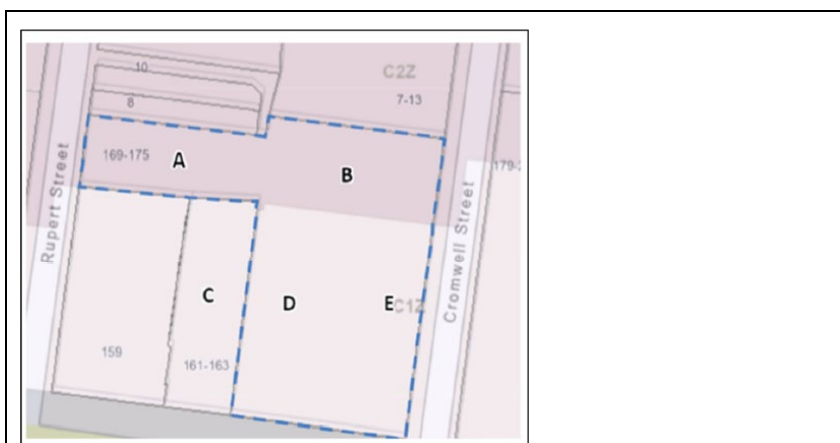 10
C2Z
8
7-13
169-175
A
B
179-
Rupert Street
Cromwell Street
C
D
E
C1Z
159
161-163